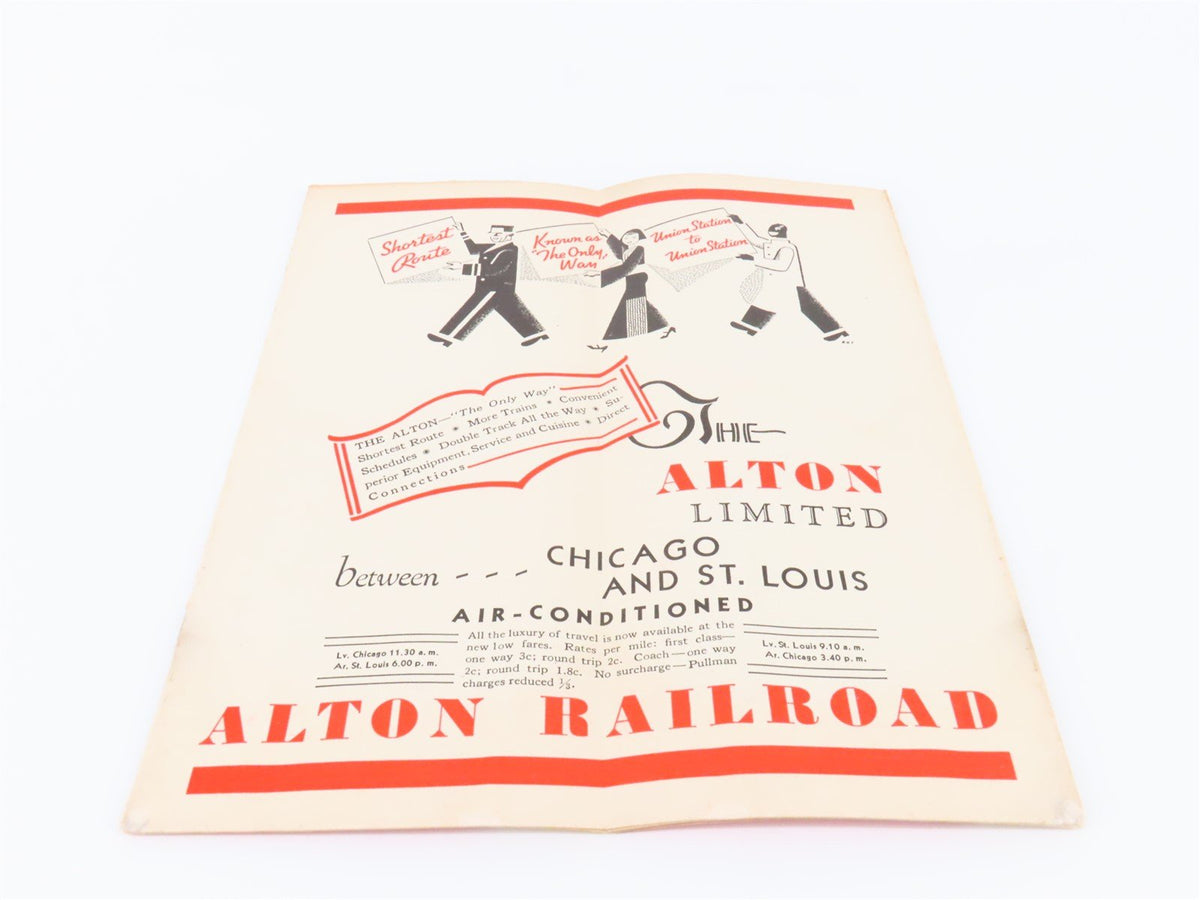 Shortest
Route
Known as
"The Only
Way
Union Station
to
Union Station
THE ALTON—"The Only Way"
Shortest Route * More Trains * Convenient
Schedules * Double Track All the Way * Su-
perior Equipment, Service and Cuisine * Direct
Connections
THE
ALTON
LIMITED
between - - - CHICAGO
AND ST. LOUIS
AIR-CONDITIONED
Lv. Chicago 11.30 a. m.
Ar. St. Louis 6.00 p. m.
All the luxury of travel is now available at the
new low fares. Rates per mile: first class—
one way 3c; round trip 2c. Coach—one way
2c; round trip 1.8c. No surcharge—Pullman
charges reduced ⅓.
Lv. St. Louis 9.10 a. m.
Ar. Chicago 3.40 p. m.
ALTON RAILROAD